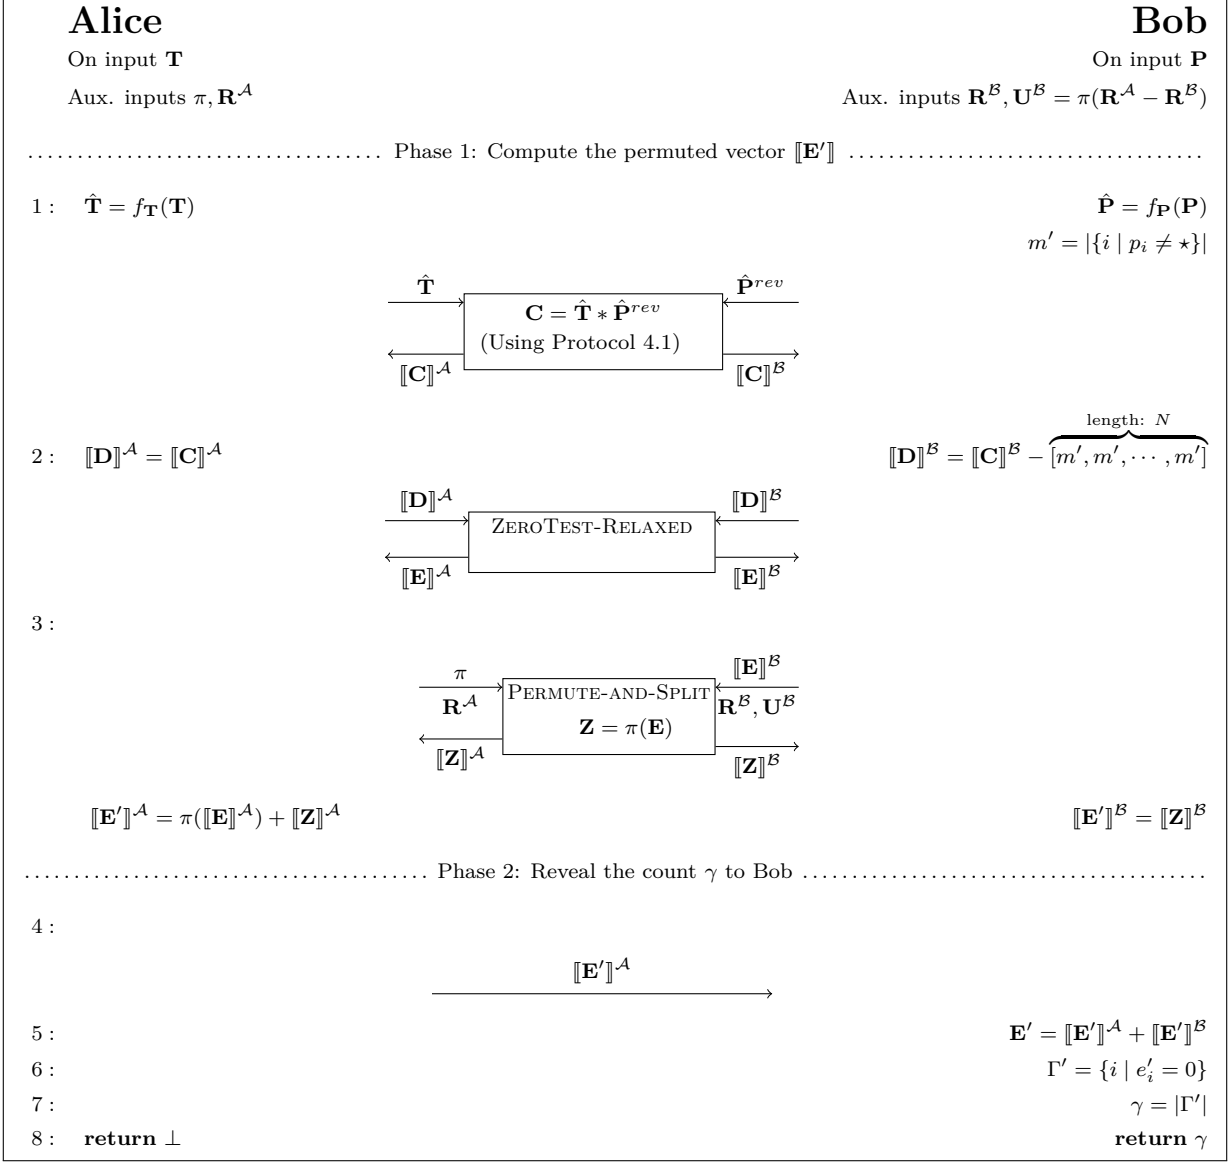 Alice Bob
On input 𝐓 On input 𝐏
Aux. inputs π, 𝐑^𝒜 Aux. inputs 𝐑^ℬ, 𝐔^ℬ = π(𝐑^𝒜 − 𝐑^ℬ)
Phase 1: Compute the permuted vector ⟦𝐄′⟧
1 : 𝐓̂ = f_𝐓(𝐓) 𝐏̂ = f_𝐏(𝐏)
m′ = |{i | p_i ≠ ⋆}|
𝐓̂ 𝐏̂^rev
𝐂 = 𝐓̂ ∗ 𝐏̂^rev
(Using Protocol 4.1)
⟦𝐂⟧^𝒜 ⟦𝐂⟧^ℬ
length: N
2 : ⟦𝐃⟧^𝒜 = ⟦𝐂⟧^𝒜 ⟦𝐃⟧^ℬ = ⟦𝐂⟧^ℬ − [m′, m′, ⋯ , m′]
⟦𝐃⟧^𝒜 ⟦𝐃⟧^ℬ
ZeroTest-Relaxed
⟦𝐄⟧^𝒜 ⟦𝐄⟧^ℬ
3 :
π ⟦𝐄⟧^ℬ
Permute-and-Split
𝐑^𝒜 𝐑^ℬ, 𝐔^ℬ
𝐙 = π(𝐄)
⟦𝐙⟧^𝒜 ⟦𝐙⟧^ℬ
⟦𝐄′⟧^𝒜 = π(⟦𝐄⟧^𝒜) + ⟦𝐙⟧^𝒜 ⟦𝐄′⟧^ℬ = ⟦𝐙⟧^ℬ
Phase 2: Reveal the count γ to Bob
4 :
⟦𝐄′⟧^𝒜
5 : 𝐄′ = ⟦𝐄′⟧^𝒜 + ⟦𝐄′⟧^ℬ
6 : Γ′ = {i | e′_i = 0}
7 : γ = |Γ′|
8 : return ⊥ return γ